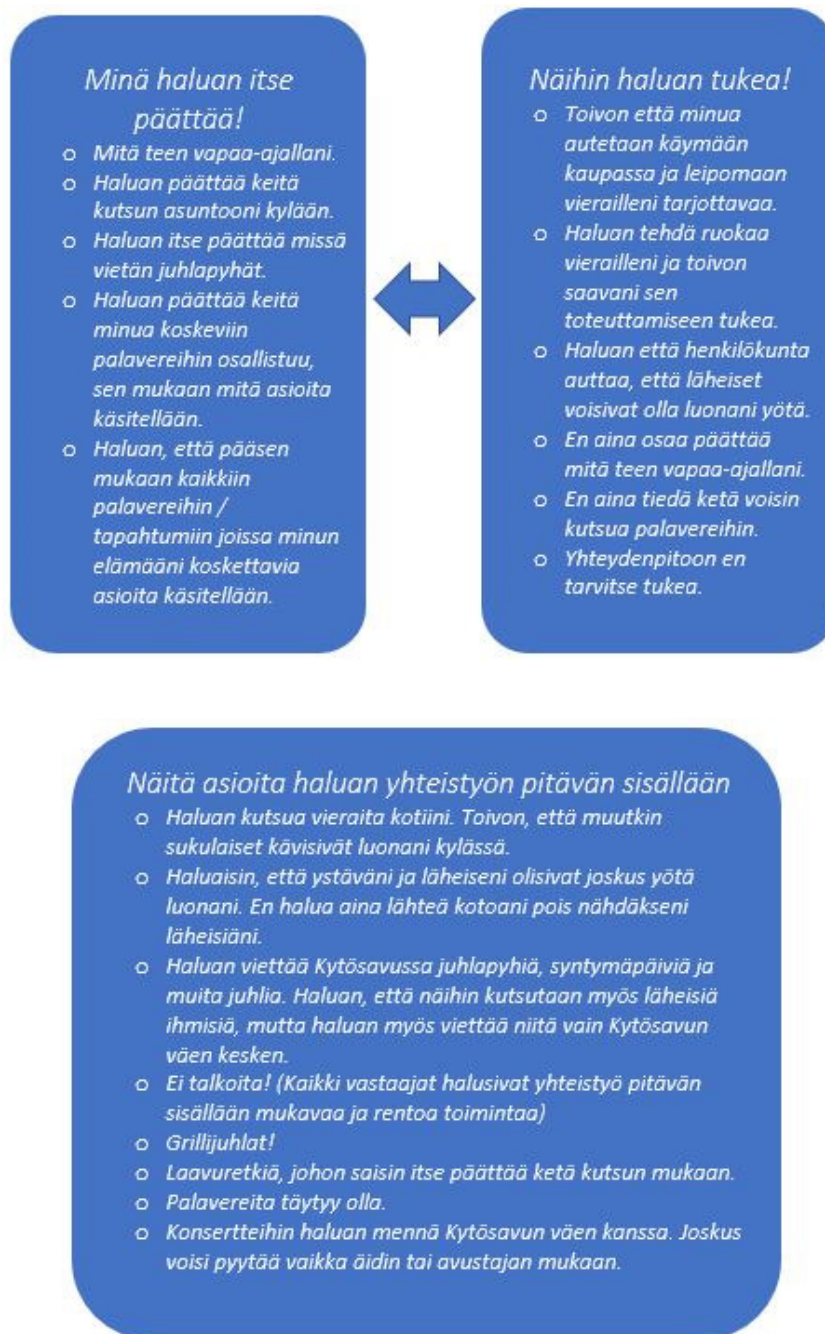 Minä haluan itse
päättää!
o Mitä teen vapaa-ajallani.
o Haluan päättää keitä
kutsun asuntooni kylään.
o Haluan itse päättää missä
vietän juhlapyhät.
o Haluan päättää keitä
minua koskeviin
palavereihin osallistuu,
sen mukaan mitä asioita
käsitellään.
o Haluan, että pääsen
mukaan kaikkiin
palavereihin /
tapahtumiin joissa minun
elämääni koskettavia
asioita käsitellään.
Näihin haluan tukea!
o Toivon että minua
autetaan käymään
kaupassa ja leipomaan
vierailleni tarjottavaa.
o Haluan tehdä ruokaa
vierailleni ja toivon
saavani sen
toteuttamiseen tukea.
o Haluan että henkilökunta
auttaa, että läheiset
voisivat olla luonani yötä.
o En aina osaa päättää
mitä teen vapaa-ajallani.
o En aina tiedä ketä voisin
kutsua palavereihin.
o Yhteydenpitoon en
tarvitse tukea.
Näitä asioita haluan yhteistyön pitävän sisällään
o Haluan kutsua vieraita kotiini. Toivon, että muutkin
sukulaiset kävisivät luonani kylässä.
o Haluaisin, että ystäväni ja läheiseni olisivat joskus yötä
luonani. En halua aina lähteä kotoani pois nähdäkseni
läheisiäni.
o Haluan viettää Kytösavussa juhlapyhiä, syntymäpäiviä ja
muita juhlia. Haluan, että näihin kutsutaan myös läheisiä
ihmisiä, mutta haluan myös viettää niitä vain Kytösavun
väen kesken.
o Ei talkoita! (Kaikki vastaajat halusivat yhteistyö pitävän
sisällään mukavaa ja rentoa toimintaa)
o Grillijuhlat!
o Laavuretkiä, johon saisin itse päättää ketä kutsun mukaan.
o Palavereita täytyy olla.
o Konsertteihin haluan mennä Kytösavun väen kanssa. Joskus
voisi pyytää vaikka äidin tai avustajan mukaan.